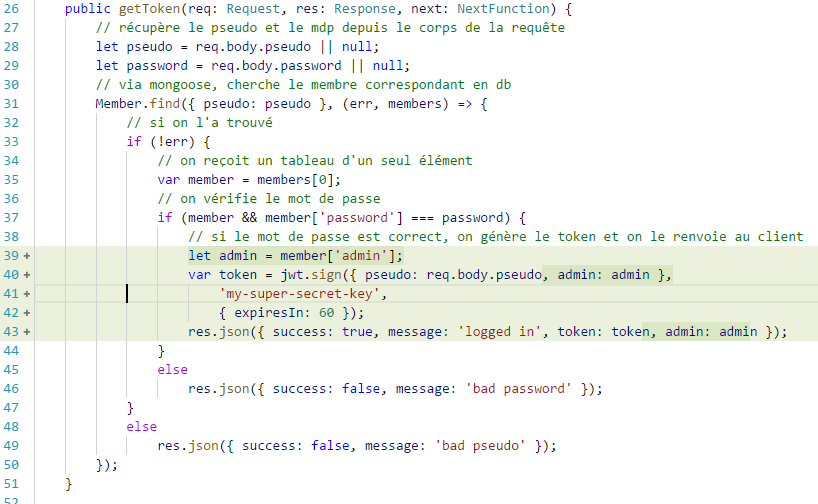 26 public getToken(req: Request, res: Response, next: NextFunction) {
27 // récupère le pseudo et le mdp depuis le corps de la requête
28 let pseudo = req.body.pseudo || null;
29 let password = req.body.password || null;
30 // via mongoose, cherche le membre correspondant en db
31 Member.find({ pseudo: pseudo }, (err, members) => {
32 // si on l'a trouvé
33 if (!err) {
34 // on reçoit un tableau d'un seul élément
35 var member = members[0];
36 // on vérifie le mot de passe
37 if (member && member['password'] === password) {
38 // si le mot de passe est correct, on génère le token et on le renvoie au client
39 + let admin = member['admin'];
40 + var token = jwt.sign({ pseudo: req.body.pseudo, admin: admin },
41 + 'my-super-secret-key',
42 + { expiresIn: 60 });
43 + res.json({ success: true, message: 'logged in', token: token, admin: admin });
44 }
45 else
46 res.json({ success: false, message: 'bad password' });
47 }
48 else
49 res.json({ success: false, message: 'bad pseudo' });
50 });
51 }
52